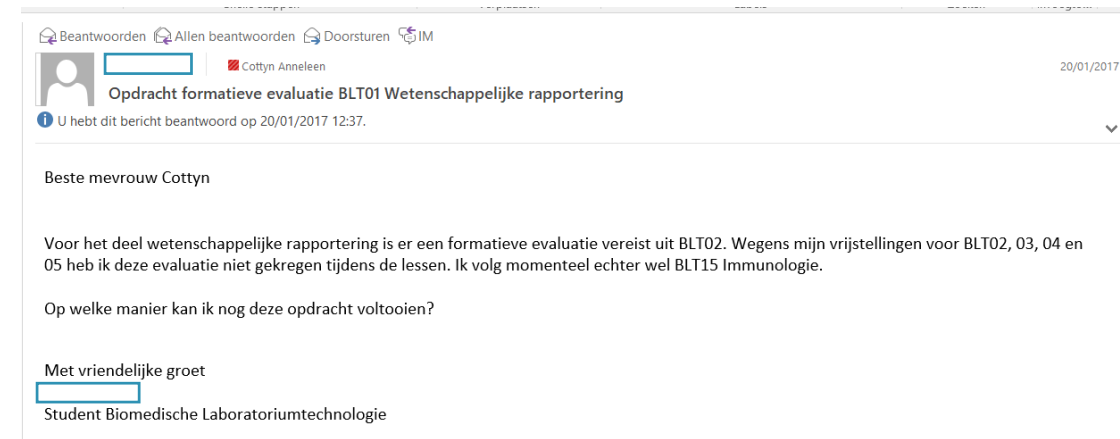 Beantwoorden Allen beantwoorden Doorsturen IM
Cottyn Anneleen 20/01/2017
Opdracht formatieve evaluatie BLT01 Wetenschappelijke rapportering
U hebt dit bericht beantwoord op 20/01/2017 12:37.
Beste mevrouw Cottyn
Voor het deel wetenschappelijke rapportering is er een formatieve evaluatie vereist uit BLT02. Wegens mijn vrijstellingen voor BLT02, 03, 04 en
05 heb ik deze evaluatie niet gekregen tijdens de lessen. Ik volg momenteel echter wel BLT15 Immunologie.
Op welke manier kan ik nog deze opdracht voltooien?
Met vriendelijke groet
Student Biomedische Laboratoriumtechnologie